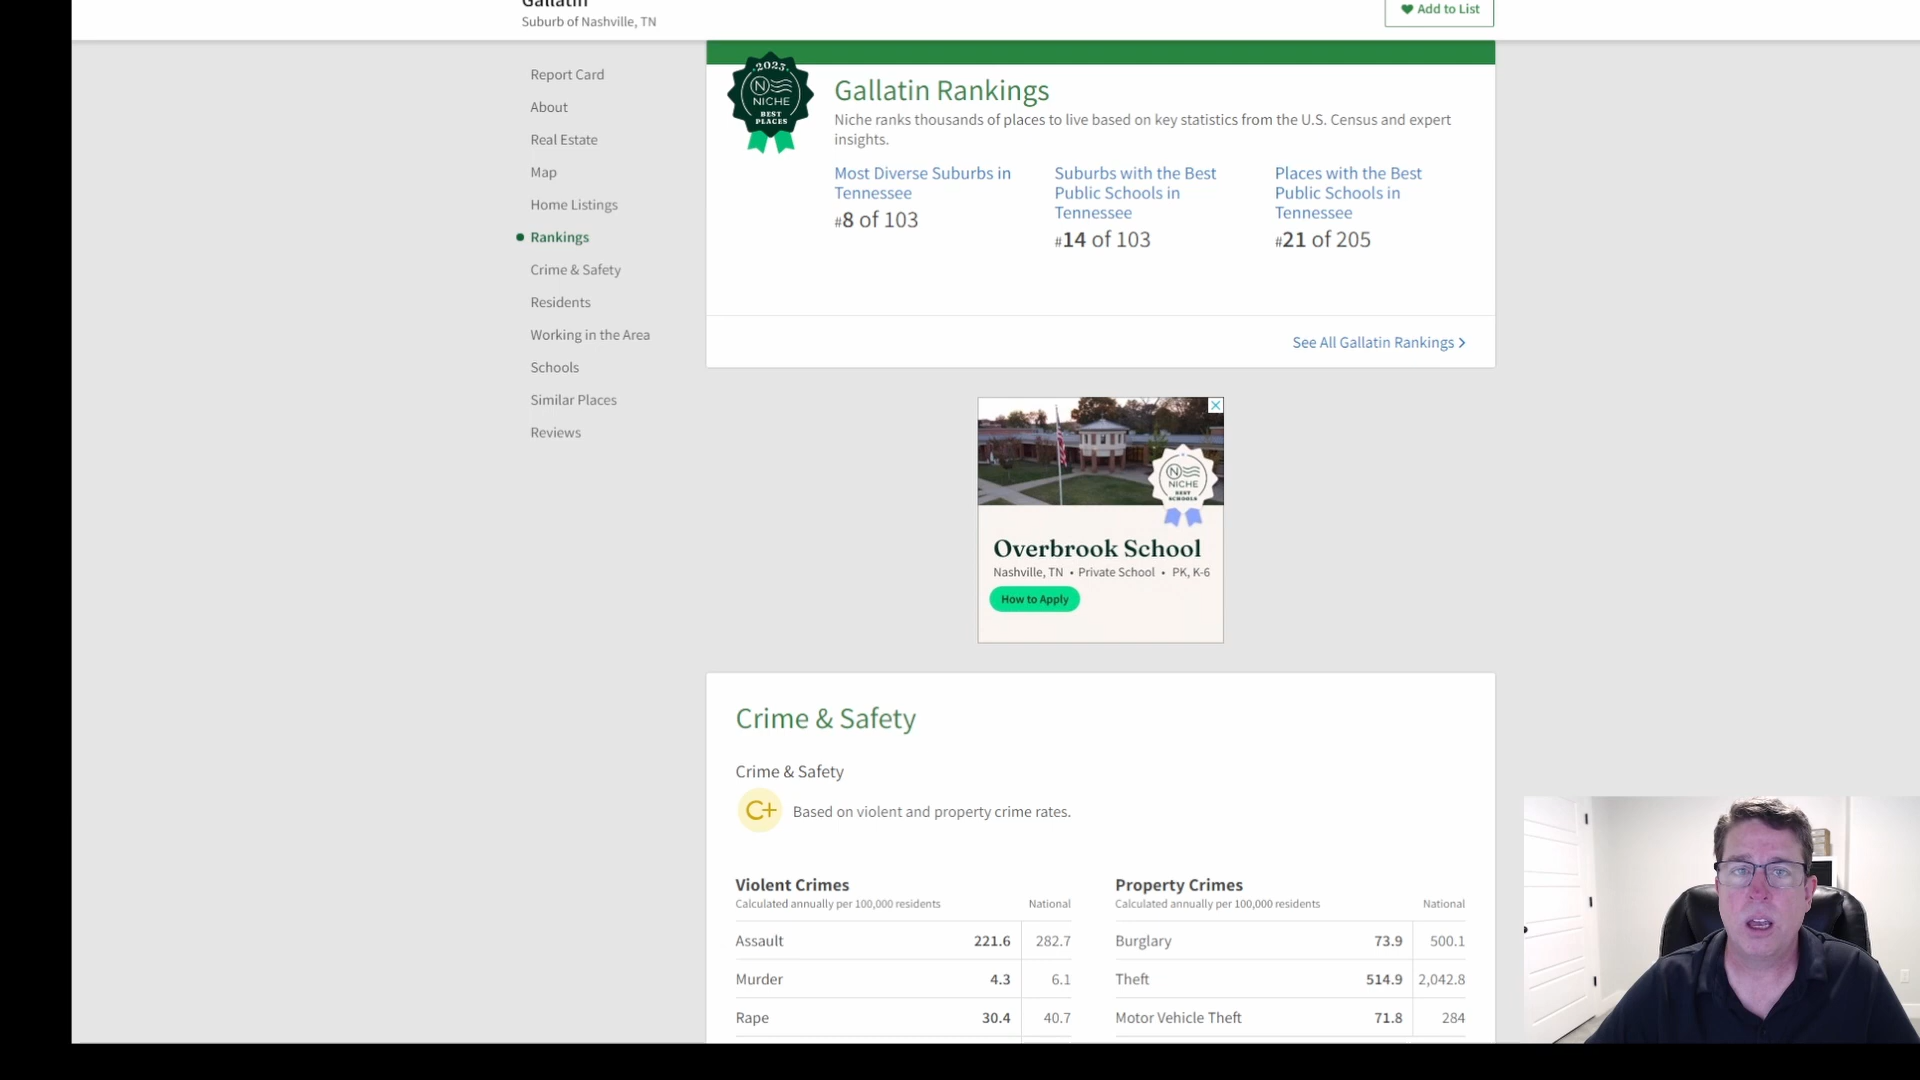 Gallatin
Suburb of Nashville, TN
Add to List
Report Card
About
Real Estate
Map
Home Listings
Rankings
Crime & Safety
Residents
Working in the Area
Schools
Similar Places
Reviews
2025
NICHE
BEST
PLACES
Gallatin Rankings
Niche ranks thousands of places to live based on key statistics from the U.S. Census and expert
insights.
Most Diverse Suburbs in
Tennessee
#8 of 103
Suburbs with the Best
Public Schools in
Tennessee
#14 of 103
Places with the Best
Public Schools in
Tennessee
#21 of 205
See All Gallatin Rankings
NICHE
BEST
SCHOOLS
Overbrook School
Nashville, TN • Private School • PK, K-6
How to Apply
Crime & Safety
Crime & Safety
C+ Based on violent and property crime rates.
Violent Crimes
Calculated annually per 100,000 residents National
Assault 221.6 282.7
Murder 4.3 6.1
Rape 30.4 40.7
Property Crimes
Calculated annually per 100,000 residents National
Burglary 73.9 500.1
Theft 514.9 2,042.8
Motor Vehicle Theft 71.8 284